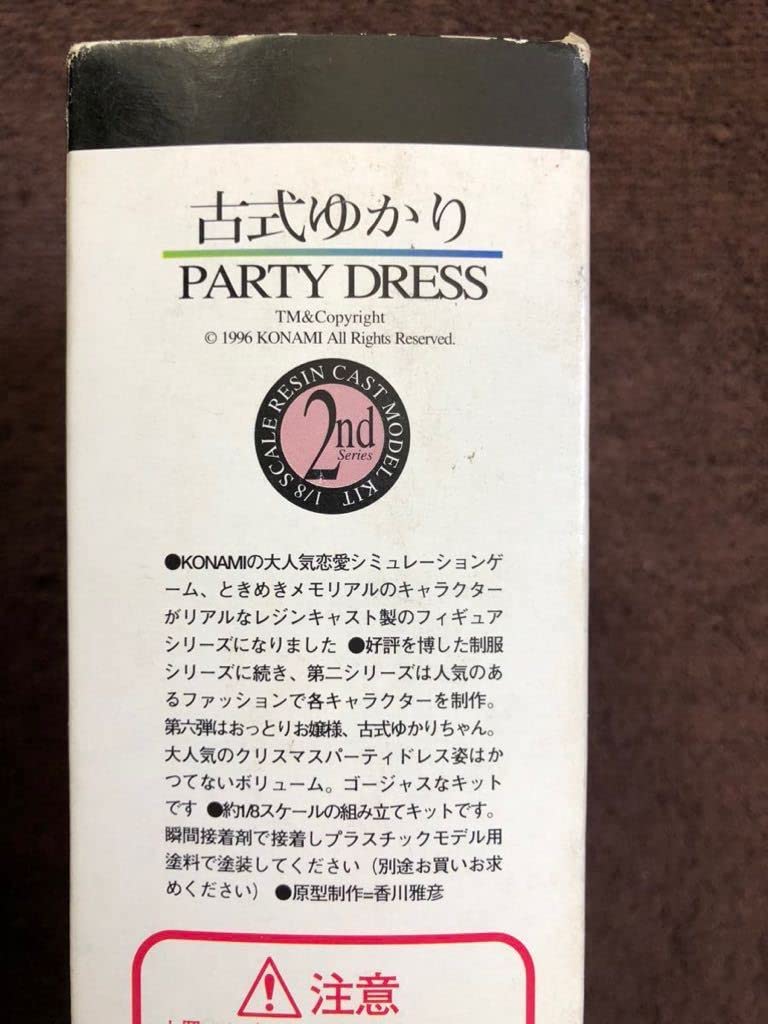 古式ゆかり
PARTY DRESS
TM&Copyright
© 1996 KONAMI All Rights Reserved.
1/8 SCALE RESIN CAST MODEL KIT
2nd
Series
●KONAMIの大人気恋愛シミュレーションゲ
ーム、ときめきメモリアルのキャラクター
がリアルなレジンキャスト製のフィギュア
シリーズになりました ●好評を博した制服
シリーズに続き、第二シリーズは人気のあ
るファッションで各キャラクターを制作。
第六弾はおっとりお嬢様、古式ゆかりちゃん。
大人気のクリスマスパーティドレス姿はか
つてないボリューム。ゴージャスなキット
です ●約1/8スケールの組み立てキットです。
瞬間接着剤で接着しプラスチックモデル用
塗料で塗装してください（別途お買いお求
めください） ●原型制作=香川雅彦
注意